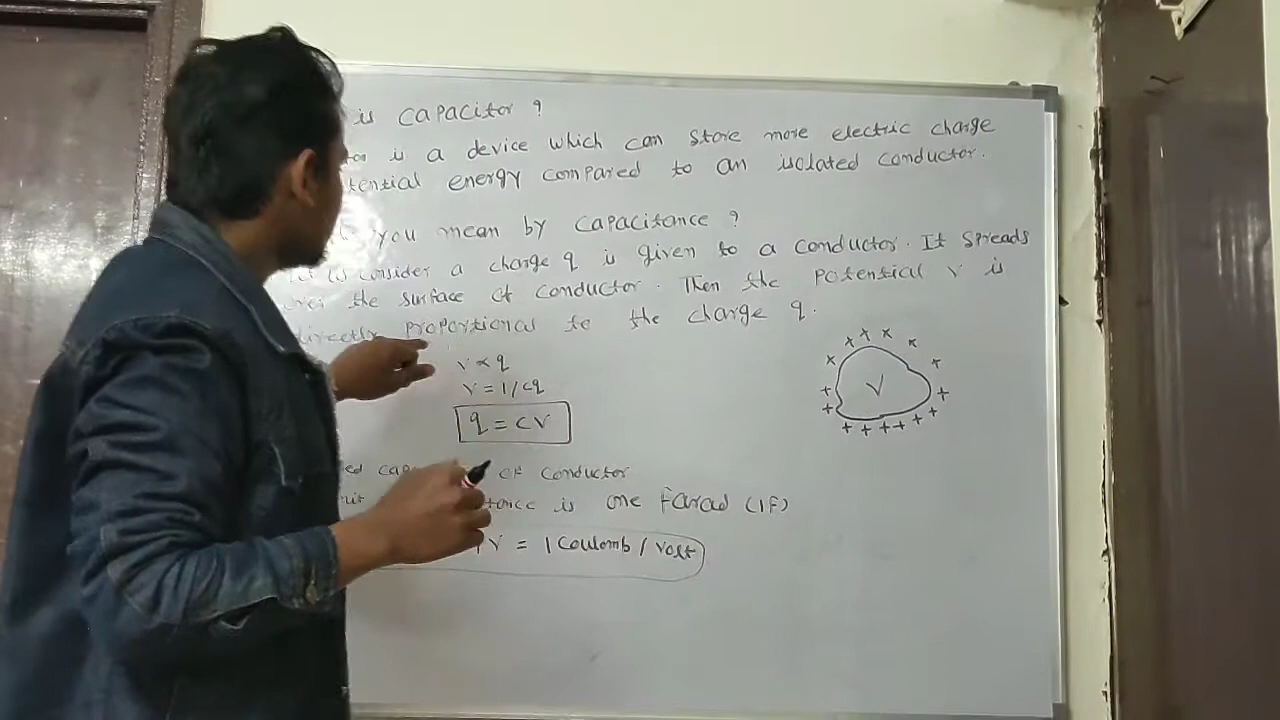 is capacitor ?
is a device which can store more electric charge
energy compared to an isolated conductor.
you mean by capacitance ?
consider a charge q is given to a conductor. It spreads
over the surface of conductor. Then the potential V is
directly proportional to the charge q.
V ∝ q
V = 1/cq
q = CV
V
of conductor
is one Farad (1F)
V = 1 Coulomb / Volt